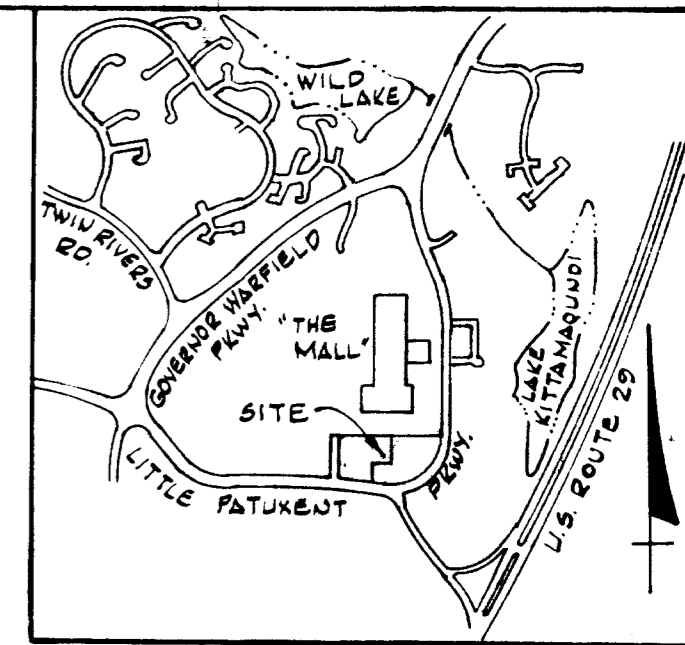 WILD
LAKE
TWIN RIVERS
RD.
GOVERNOR WARFIELD
PKWY.
"THE
MALL"
SITE
LAKE
KITTAMAQUNDI
LITTLE PATUXENT
PKWY.
U.S. ROUTE 29